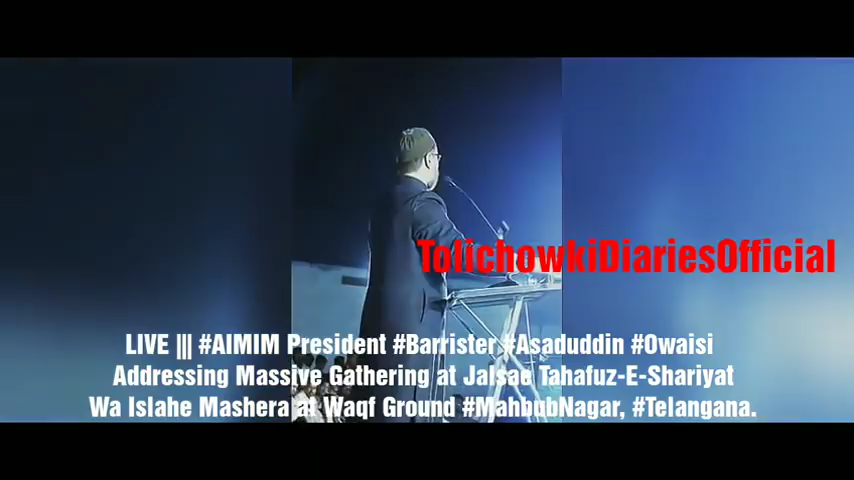 TolichowkiDiariesOfficial
LIVE ||| #AIMIM President #Barrister #Asaduddin #Owaisi
Addressing Massive Gathering at Jalsae Tahafuz-E-Shariyat
Wa Islahe Mashera at Waqf Ground #MahbubNagar, #Telangana.